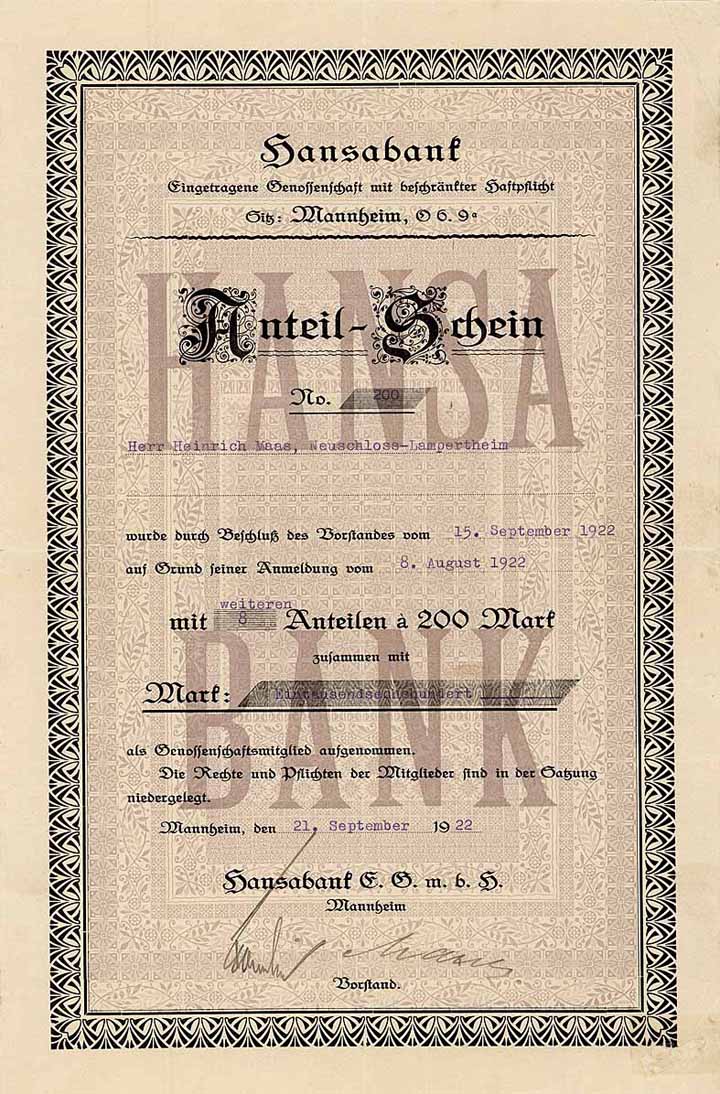 Hansabank
Eingetragene Genossenschaft mit beschränkter Haftpflicht
Sitz: Mannheim, O 6. 9a
HANSA
Anteil-Schein
No. 200
Herr Heinrich Maas, Neuschloss-Lampertheim
wurde durch Beschluß des Vorstandes vom 15. September 1922
auf Grund seiner Anmeldung vom 8. August 1922
weiteren
mit 8 Anteilen à 200 Mark
zusammen mit
Mark: Eintausendsechshundert
BANK
als Genossenschaftsmitglied aufgenommen.
Die Rechte und Pflichten der Mitglieder sind in der Satzung
niedergelegt.
Mannheim, den 21. September 1922
Hansabank E. G. m. b. H.
Mannheim
Vorstand.